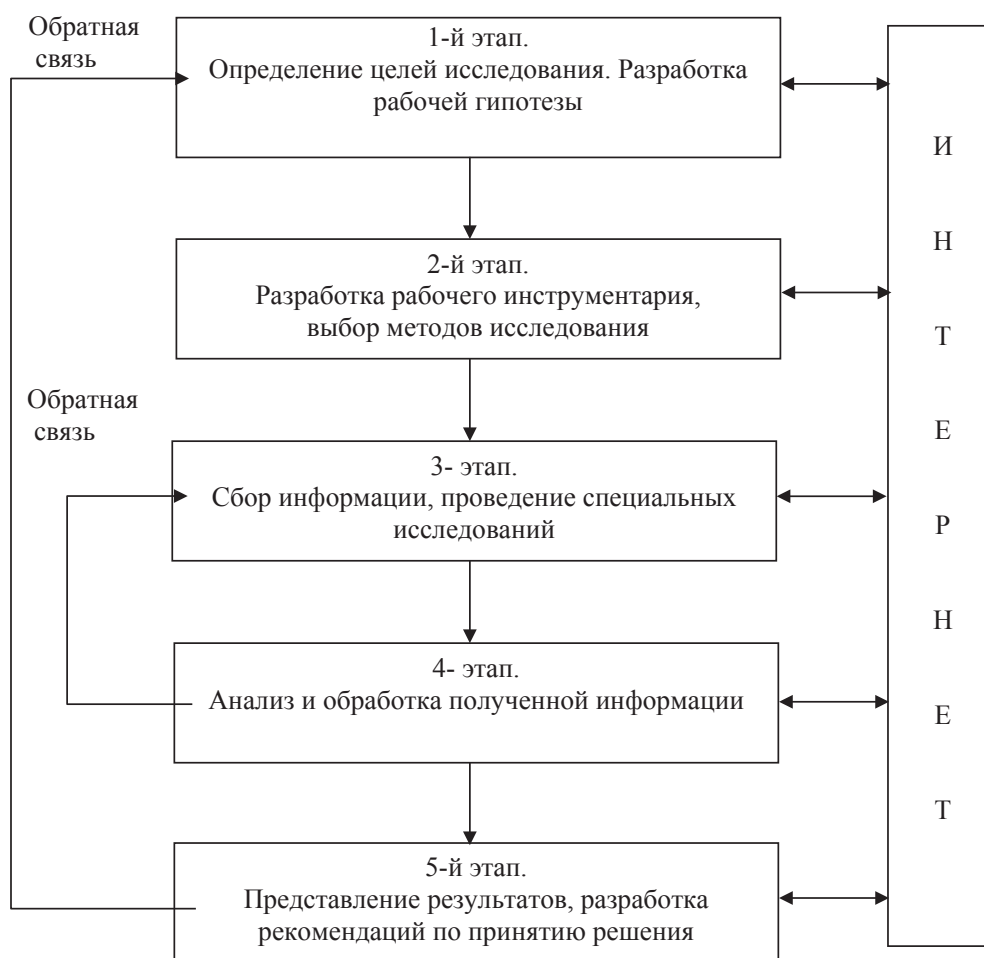 Обратная
связь
1-й этап.
Определение целей исследования. Разработка
рабочей гипотезы
2-й этап.
Разработка рабочего инструментария,
выбор методов исследования
Обратная
связь
3- этап.
Сбор информации, проведение специальных
исследований
4- этап.
Анализ и обработка полученной информации
5-й этап.
Представление результатов, разработка
рекомендаций по принятию решения
И
Н
Т
Е
Р
Н
Е
Т